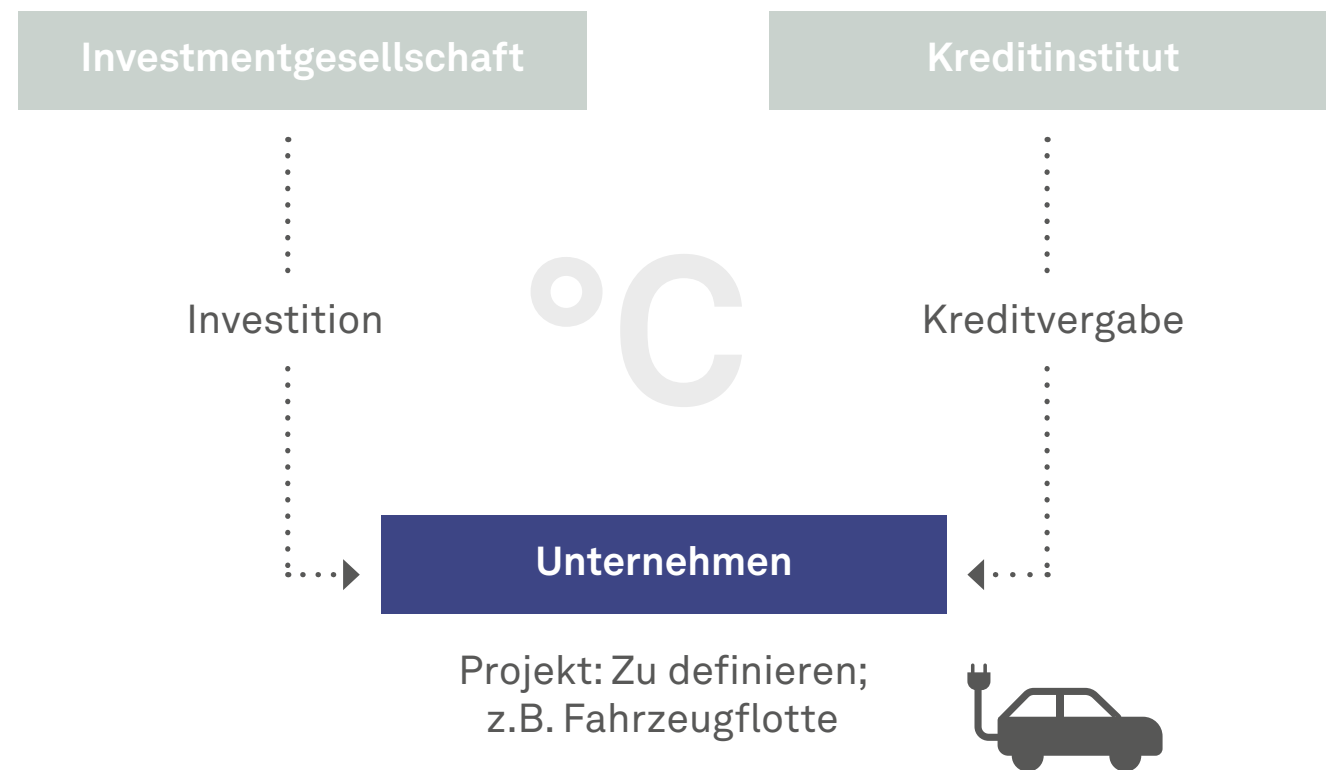 Investmentgesellschaft
Kreditinstitut
°C
Investition
Kreditvergabe
Unternehmen
Projekt: Zu definieren;
z.B. Fahrzeugflotte